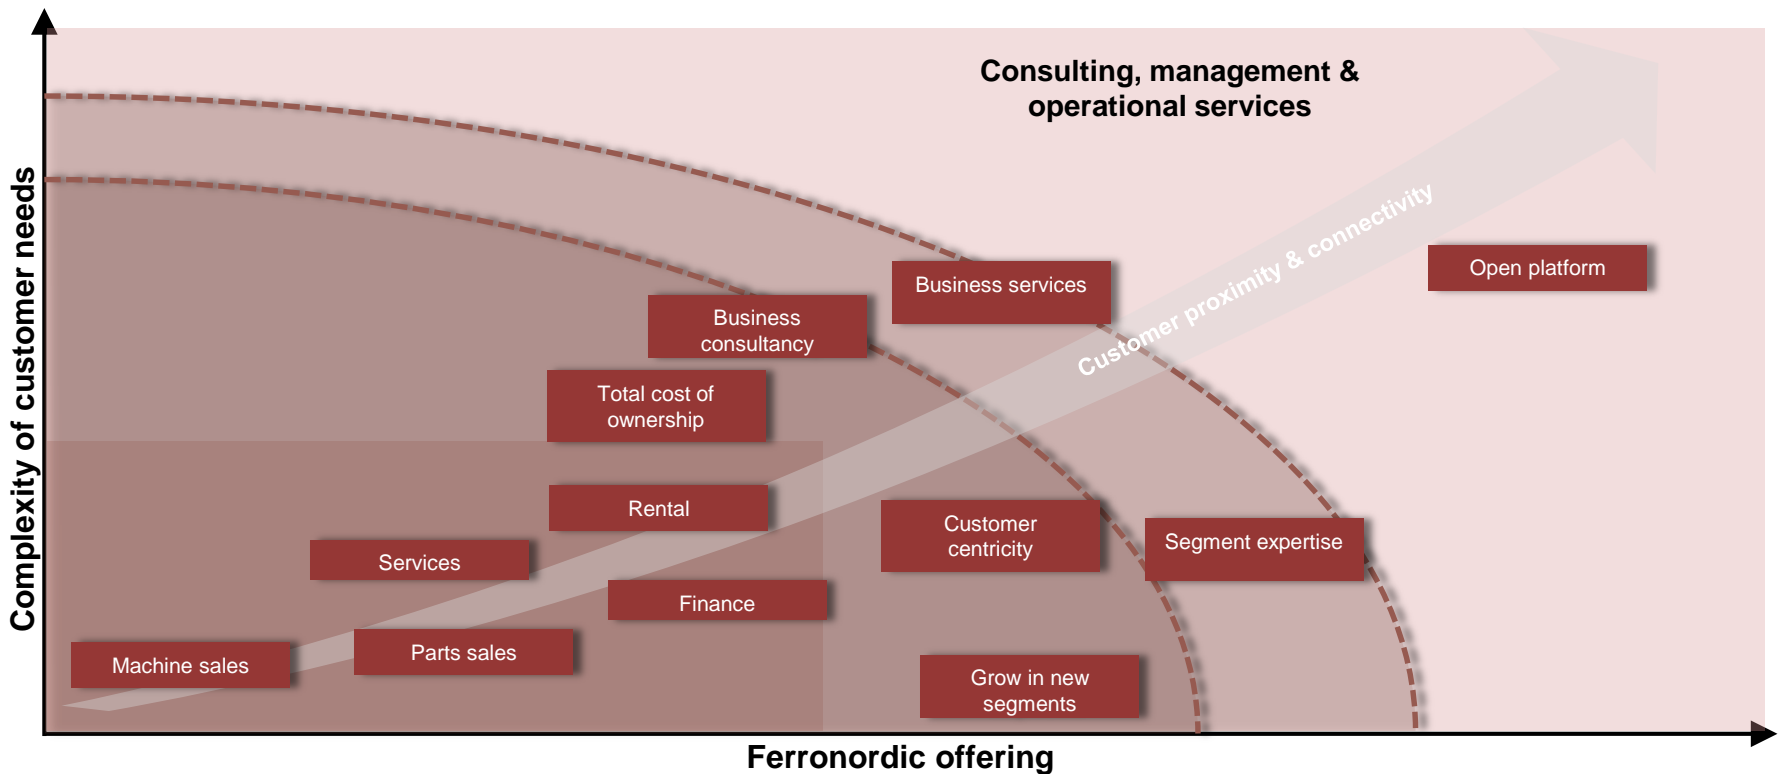 Consulting, management &
operational services
Complexity of customer needs
Customer proximity & connectivity
Open platform
Business services
Business
consultancy
Total cost of
ownership
Rental
Customer
centricity
Segment expertise
Services
Finance
Machine sales
Parts sales
Grow in new
segments
Ferronordic offering